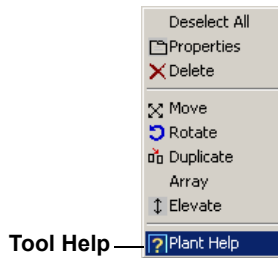 Deselect All
Properties
Delete
Move
Rotate
Duplicate
Array
Elevate
Tool Help
Plant Help